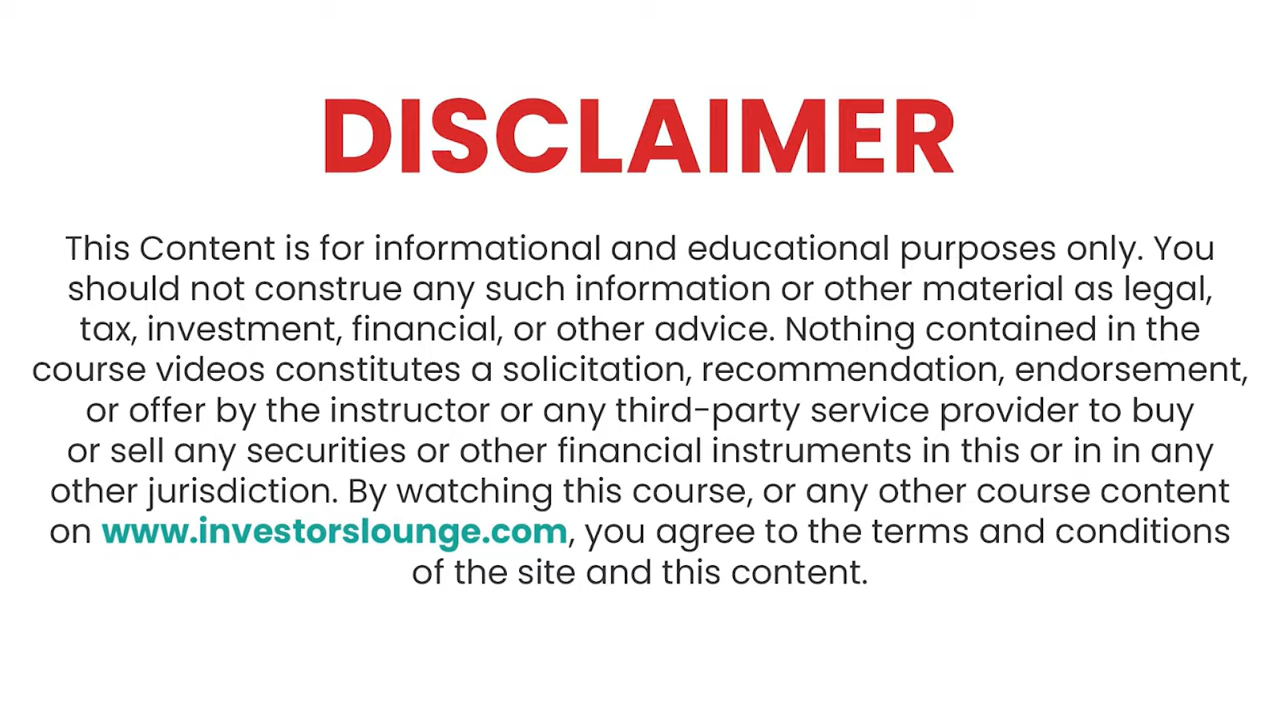 DISCLAIMER
This Content is for informational and educational purposes only. You
should not construe any such information or other material as legal,
tax, investment, financial, or other advice. Nothing contained in the
course videos constitutes a solicitation, recommendation, endorsement,
or offer by the instructor or any third-party service provider to buy
or sell any securities or other financial instruments in this or in in any
other jurisdiction. By watching this course, or any other course content
on www.investorslounge.com, you agree to the terms and conditions
of the site and this content.